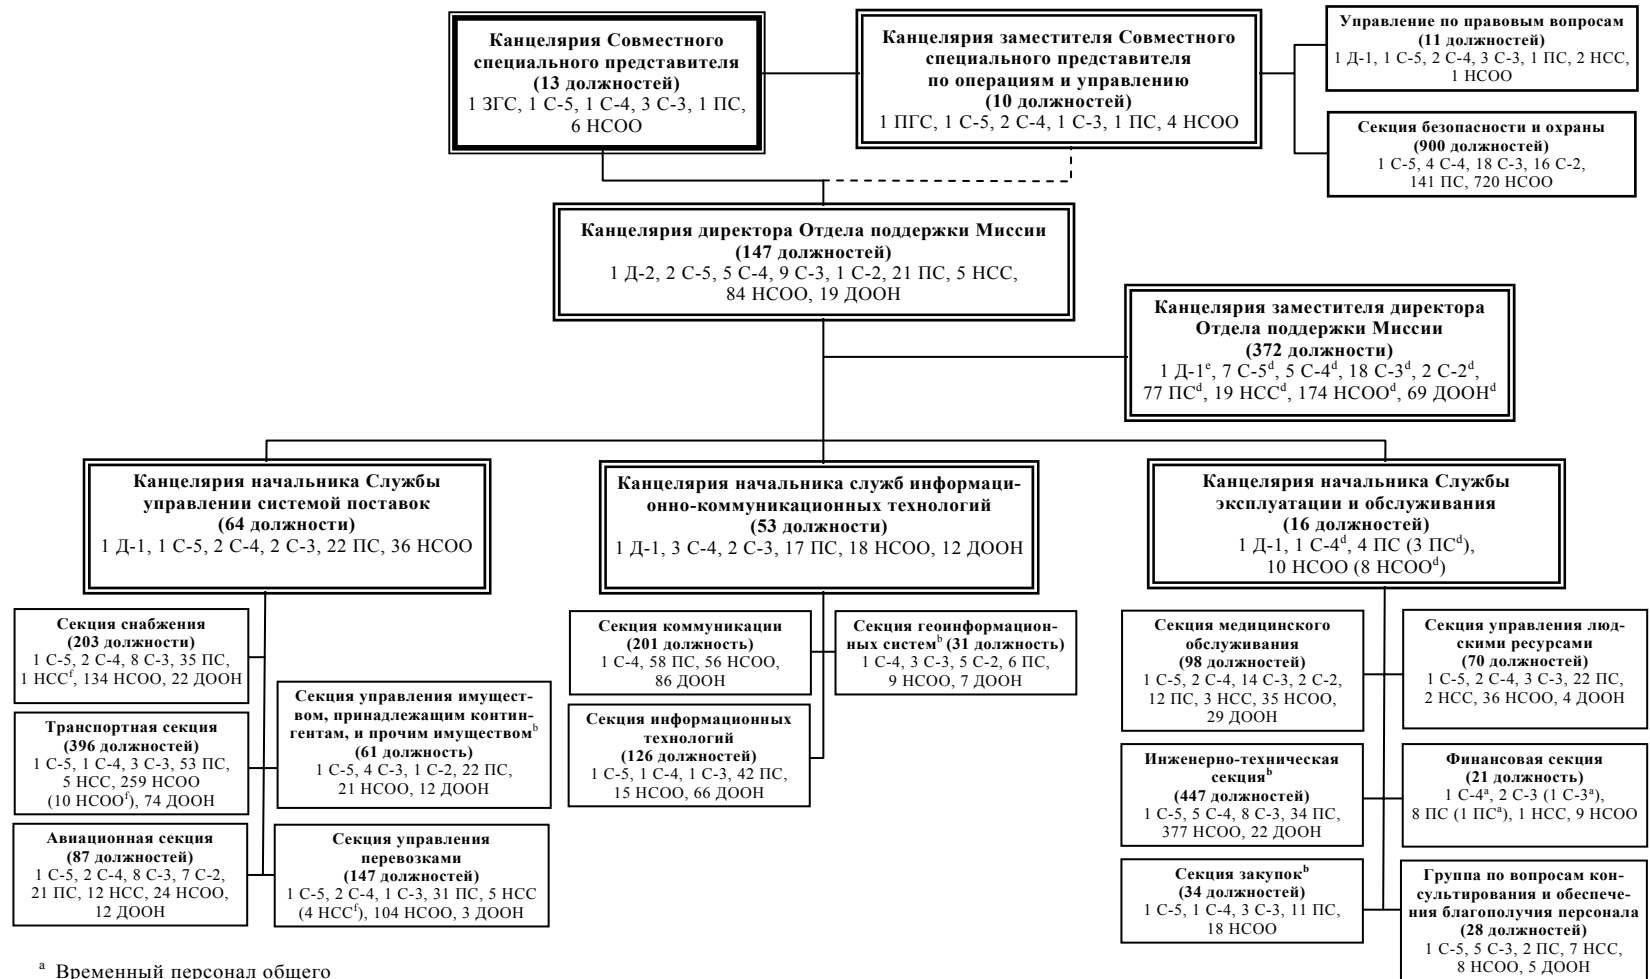 Канцелярия Совместного
специального представителя
(13 должностей)
1 ЗГС, 1 С-5, 1 С-4, 3 С-3, 1 ПС,
6 НСОО
Канцелярия заместителя Совместного
специального представителя
по операциям и управлению
(10 должностей)
1 ПГС, 1 С-5, 2 С-4, 1 С-3, 1 ПС, 4 НСОО
Управление по правовым вопросам
(11 должностей)
1 Д-1, 1 С-5, 2 С-4, 3 С-3, 1 ПС, 2 НСС,
1 НСОО
Секция безопасности и охраны
(900 должностей)
1 С-5, 4 С-4, 18 С-3, 16 С-2,
141 ПС, 720 НСОО
Канцелярия директора Отдела поддержки Миссии
(147 должностей)
1 Д-2, 2 С-5, 5 С-4, 9 С-3, 1 С-2, 21 ПС, 5 НСС,
84 НСОО, 19 ДООН
Канцелярия заместителя директора
Отдела поддержки Миссии
(372 должности)
1 Д-1ᵉ, 7 С-5ᵈ, 5 С-4ᵈ, 18 С-3ᵈ, 2 С-2ᵈ,
77 ПСᵈ, 19 НССᵈ, 174 НСООᵈ, 69 ДООНᵈ
Канцелярия начальника Службы
управлении системой поставок
(64 должности)
1 Д-1, 1 С-5, 2 С-4, 2 С-3, 22 ПС, 36 НСОО
Канцелярия начальника служб информаци-
онно-коммуникационных технологий
(53 должности)
1 Д-1, 3 С-4, 2 С-3, 17 ПС, 18 НСОО, 12 ДООН
Канцелярия начальника Службы
эксплуатации и обслуживания
(16 должностей)
1 Д-1, 1 С-4ᵈ, 4 ПС (3 ПСᵈ),
10 НСОО (8 НСООᵈ)
Секция снабжения
(203 должности)
1 С-5, 2 С-4, 8 С-3, 35 ПС,
1 НССᶠ, 134 НСОО, 22 ДООН
Секция управления имущест-
вом, принадлежащим контин-
гентам, и прочим имуществомᵇ
(61 должность)
1 С-5, 4 С-3, 1 С-2, 22 ПС,
21 НСОО, 12 ДООН
Транспортная секция
(396 должностей)
1 С-5, 1 С-4, 3 С-3, 53 ПС,
5 НСС, 259 НСОО
(10 НСООᶠ), 74 ДООН
Авиационная секция
(87 должностей)
1 С-5, 2 С-4, 8 С-3, 7 С-2,
21 ПС, 12 НСС, 24 НСОО,
12 ДООН
Секция управления
перевозками
(147 должностей)
1 С-5, 2 С-4, 1 С-3, 31 ПС, 5 НСС
(4 НССᶠ), 104 НСОО, 3 ДООН
Секция коммуникации
(201 должность)
1 С-4, 58 ПС, 56 НСОО,
86 ДООН
Секция геоинформацион-
ных системᵇ (31 должность)
1 С-4, 3 С-3, 5 С-2, 6 ПС,
9 НСОО, 7 ДООН
Секция информационных
технологий
(126 должностей)
1 С-5, 1 С-4, 1 С-3, 42 ПС,
15 НСОО, 66 ДООН
Секция медицинского
обслуживания
(98 должностей)
1 С-5, 2 С-4, 14 С-3, 2 С-2,
12 ПС, 3 НСС, 35 НСОО,
29 ДООН
Секция управления люд-
скими ресурсами
(70 должностей)
1 С-5, 2 С-4, 3 С-3, 22 ПС,
2 НСС, 36 НСОО, 4 ДООН
Инженерно-техническая
секцияᵇ
(447 должностей)
1 С-5, 5 С-4, 8 С-3, 34 ПС,
377 НСОО, 22 ДООН
Финансовая секция
(21 должность)
1 С-4ᵃ, 2 С-3 (1 С-3ᵃ),
8 ПС (1 ПСᵃ), 1 НСС, 9 НСОО
Секция закупокᵇ
(34 должностей)
1 С-5, 1 С-4, 3 С-3, 11 ПС,
18 НСОО
Группа по вопросам кон-
сультирования и обеспече-
ния благополучия персонала
(28 должностей)
1 С-5, 5 С-3, 2 ПС, 7 НСС,
8 НСОО, 5 ДООН
ᵃ Временный персонал общего